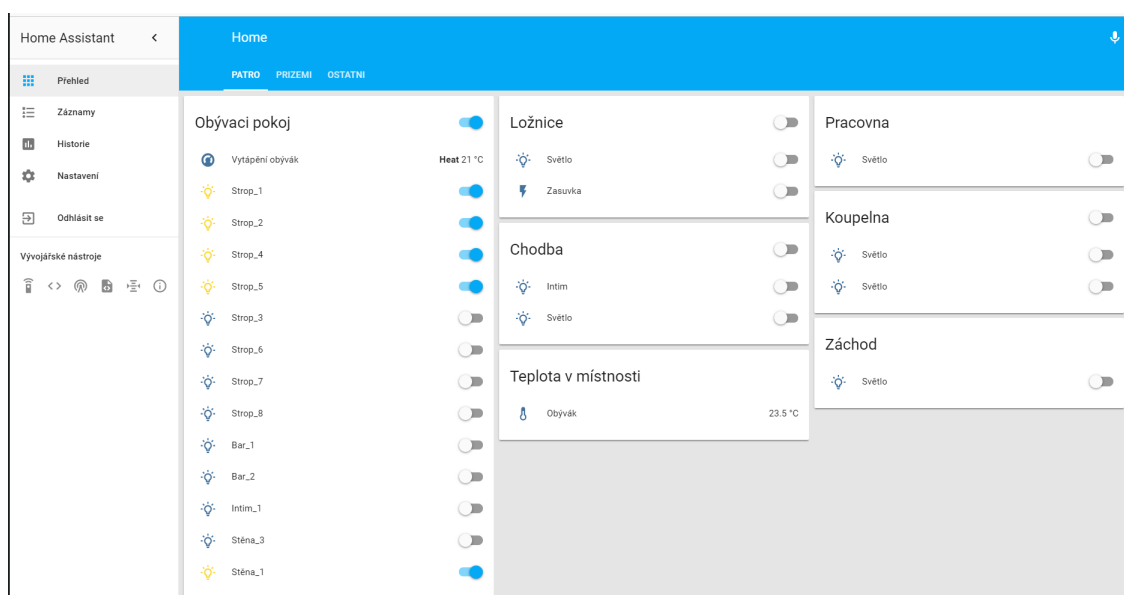 Home Assistant
Přehled
Záznamy
Historie
Nastavení
Odhlásit se
Vývojářské nástroje
Home
PATRO PRIZEMI OSTATNI
Obývaci pokoj
Vytápění obývák Heat 21 °C
Strop_1
Strop_2
Strop_4
Strop_5
Strop_3
Strop_6
Strop_7
Strop_8
Bar_1
Bar_2
Intim_1
Stěna_3
Stěna_1
Ložnice
Světlo
Zasuvka
Chodba
Intim
Světlo
Teplota v místnosti
Obývák 23.5 °C
Pracovna
Světlo
Koupelna
Světlo
Světlo
Záchod
Světlo